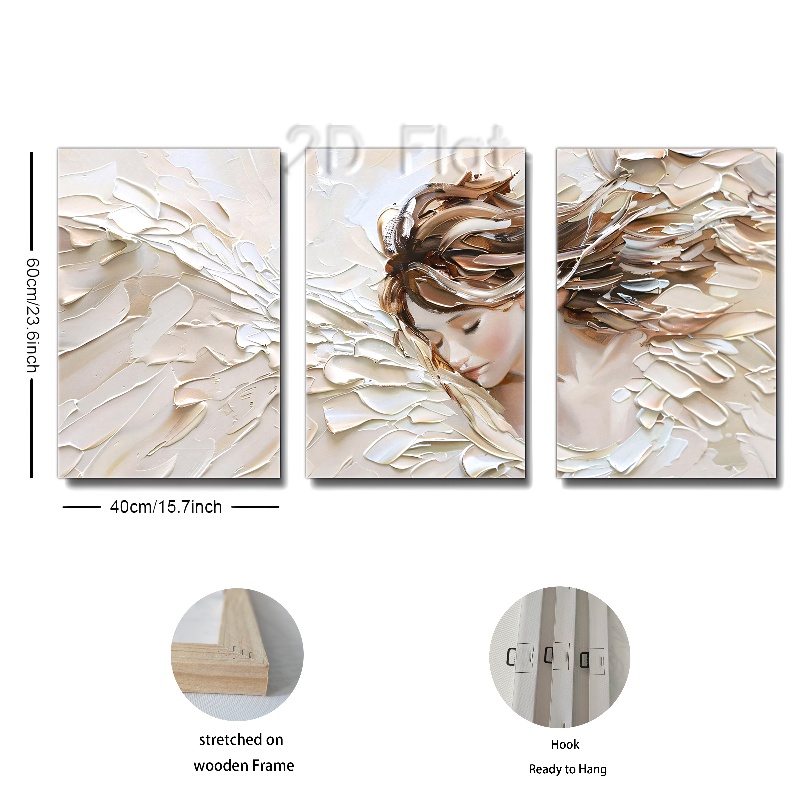 2D Flat
60cm/23.6inch
40cm/15.7inch
stretched on
wooden Frame
Hook
Ready to Hang